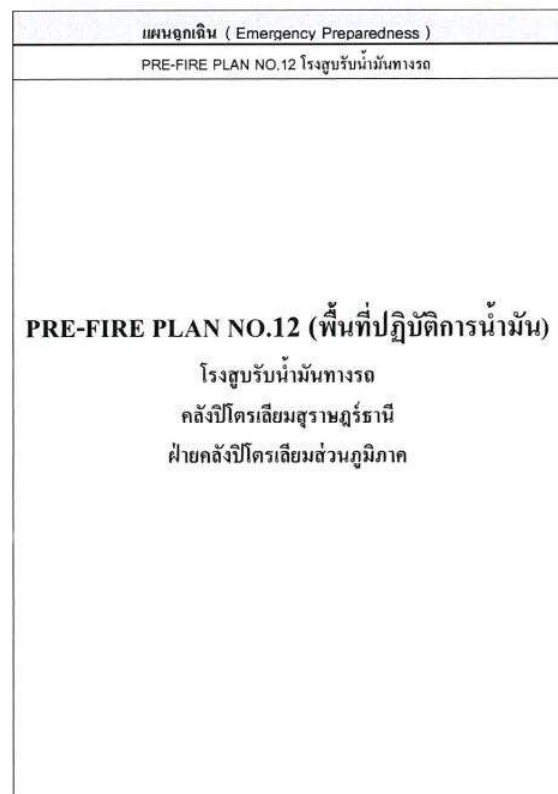 แผนฉุกเฉิน ( Emergency Preparedness )
PRE-FIRE PLAN NO.12 โรงสูบรับน้ำมันทางรถ
PRE-FIRE PLAN NO.12 (พื้นที่ปฏิบัติการน้ำมัน)
โรงสูบรับน้ำมันทางรถ
คลังปิโตรเลียมสุราษฎร์ธานี
ฝ่ายคลังปิโตรเลียมส่วนภูมิภาค